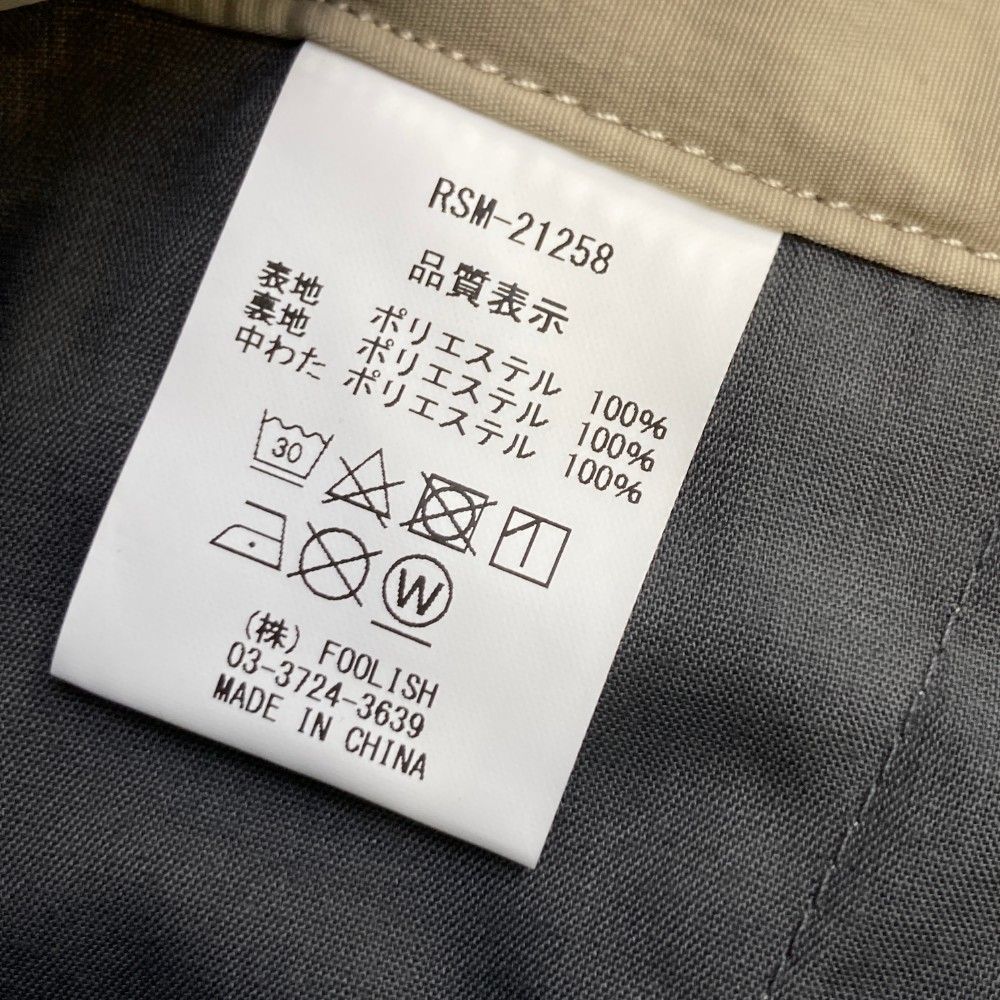 RSM-21258
品質表示
表地 ポリエステル 100%
裏地 ポリエステル 100%
中わた ポリエステル 100%
30
W
(株) FOOLISH
03-3724-3639
MADE IN CHINA